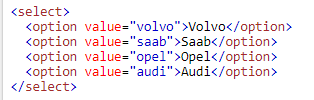 <select>
  <option value="volvo">Volvo</option>
  <option value="saab">Saab</option>
  <option value="opel">Opel</option>
  <option value="audi">Audi</option>
</select>